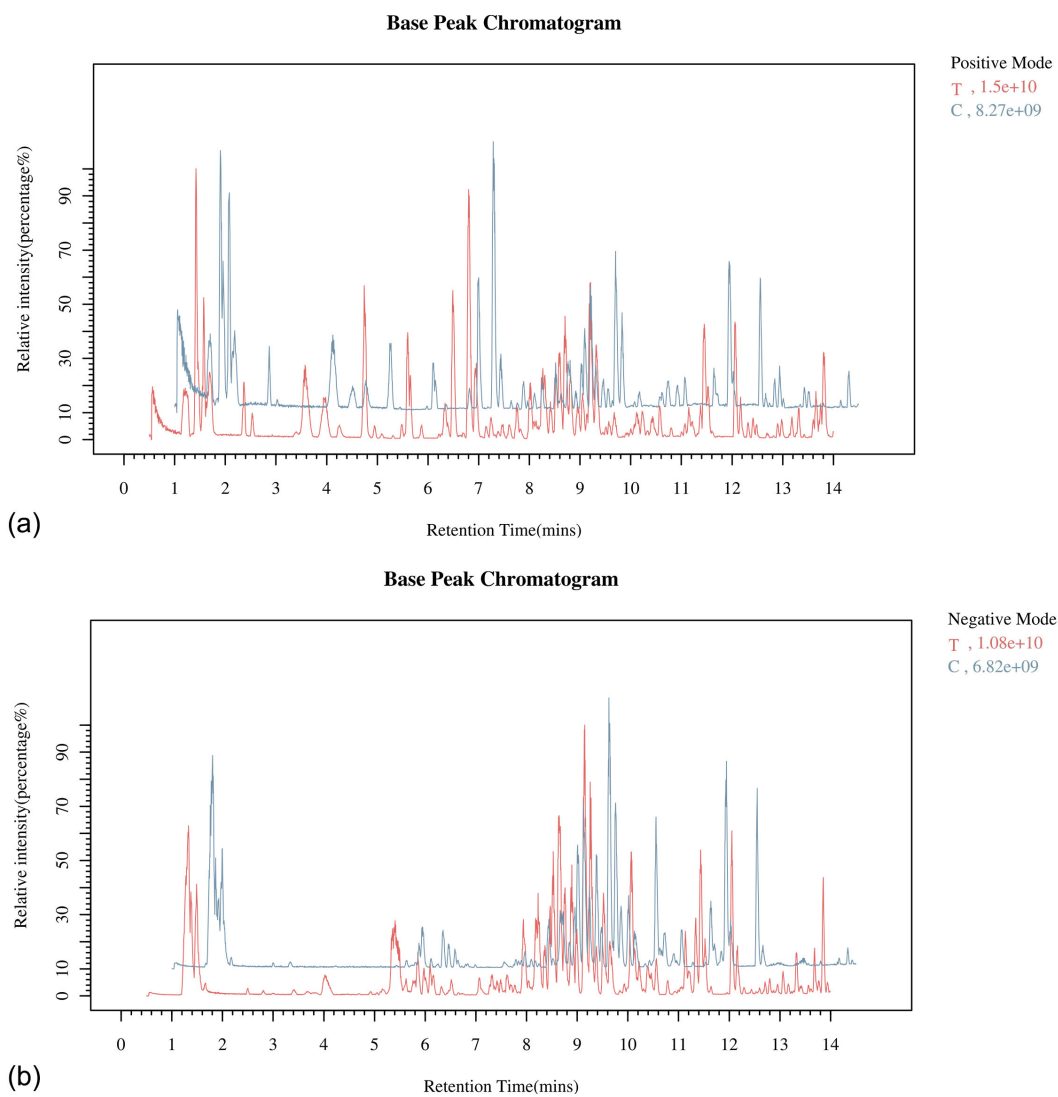 Base Peak Chromatogram
Positive Mode
T , 1.5e+10
C , 8.27e+09
Relative intensity(percentage%)
90
70
50
30
10
0
0 1 2 3 4 5 6 7 8 9 10 11 12 13 14
Retention Time(mins)
(a)
Base Peak Chromatogram
Negative Mode
T , 1.08e+10
C , 6.82e+09
Relative intensity(percentage%)
90
70
50
30
10
0
0 1 2 3 4 5 6 7 8 9 10 11 12 13 14
Retention Time(mins)
(b)